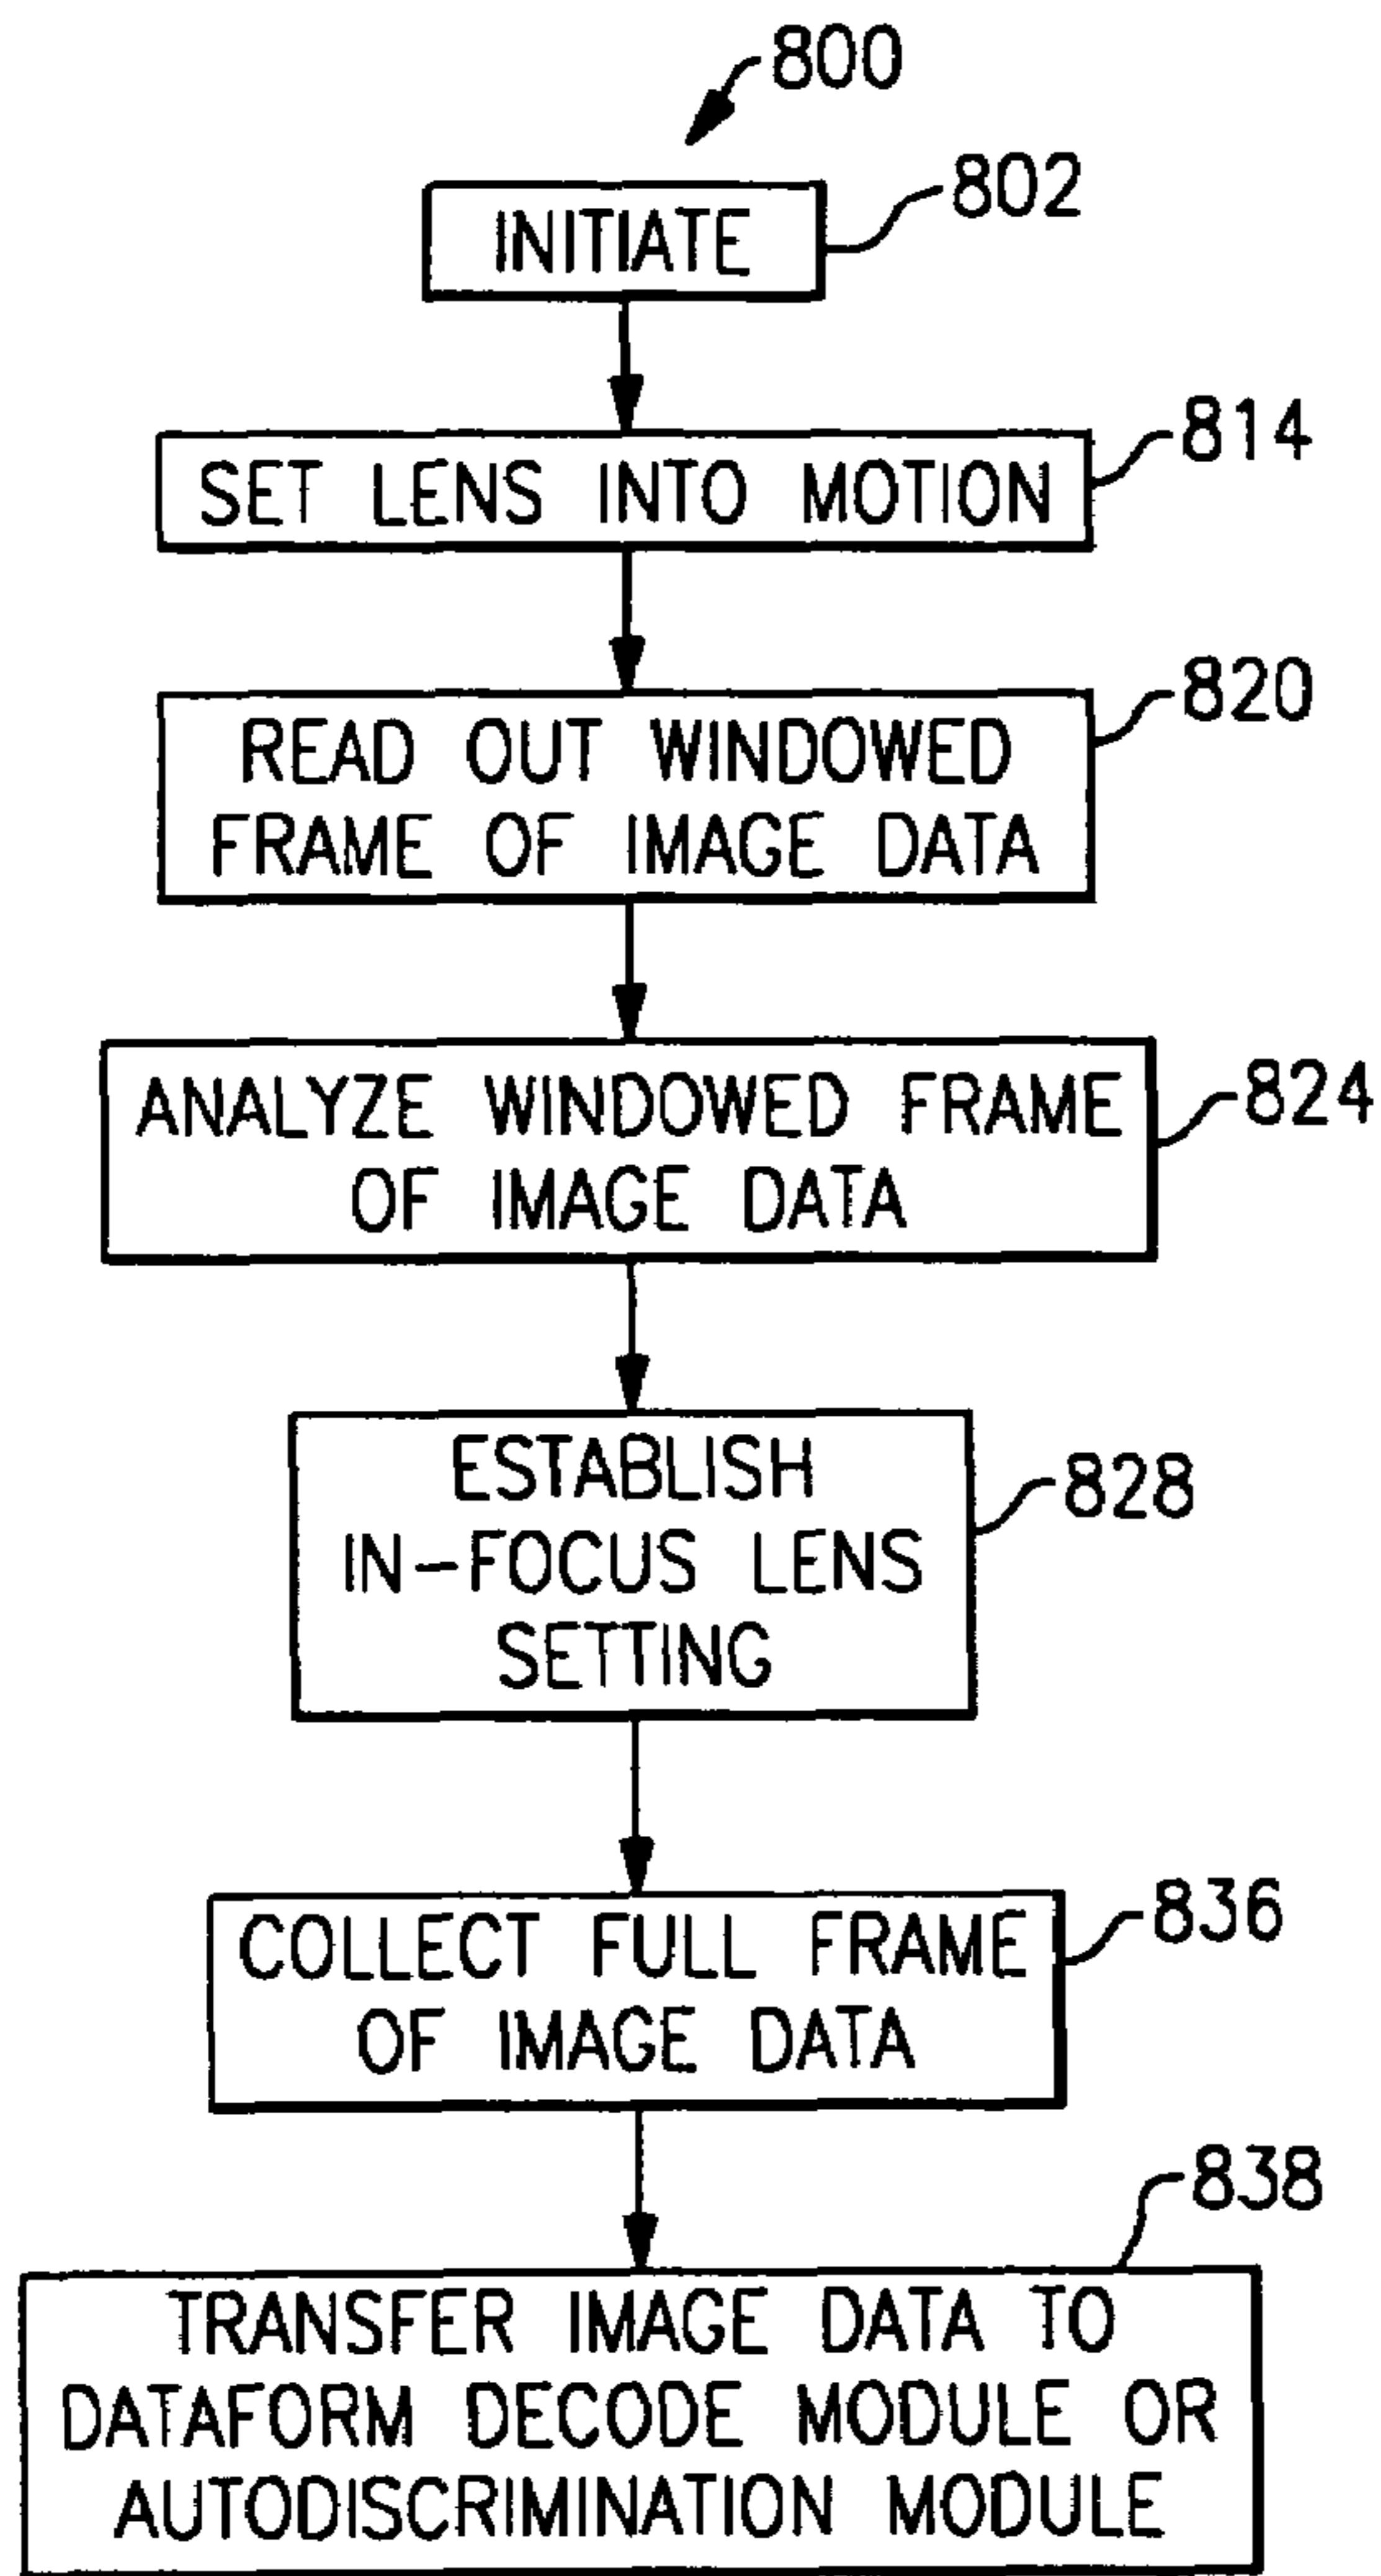 800
INITIATE
802
SET LENS INTO MOTION
814
READ OUT WINDOWED
FRAME OF IMAGE DATA
820
ANALYZE WINDOWED FRAME
OF IMAGE DATA
824
ESTABLISH
IN-FOCUS LENS
SETTING
828
COLLECT FULL FRAME
OF IMAGE DATA
836
838
TRANSFER IMAGE DATA TO
DATAFORM DECODE MODULE OR
AUTODISCRIMINATION MODULE